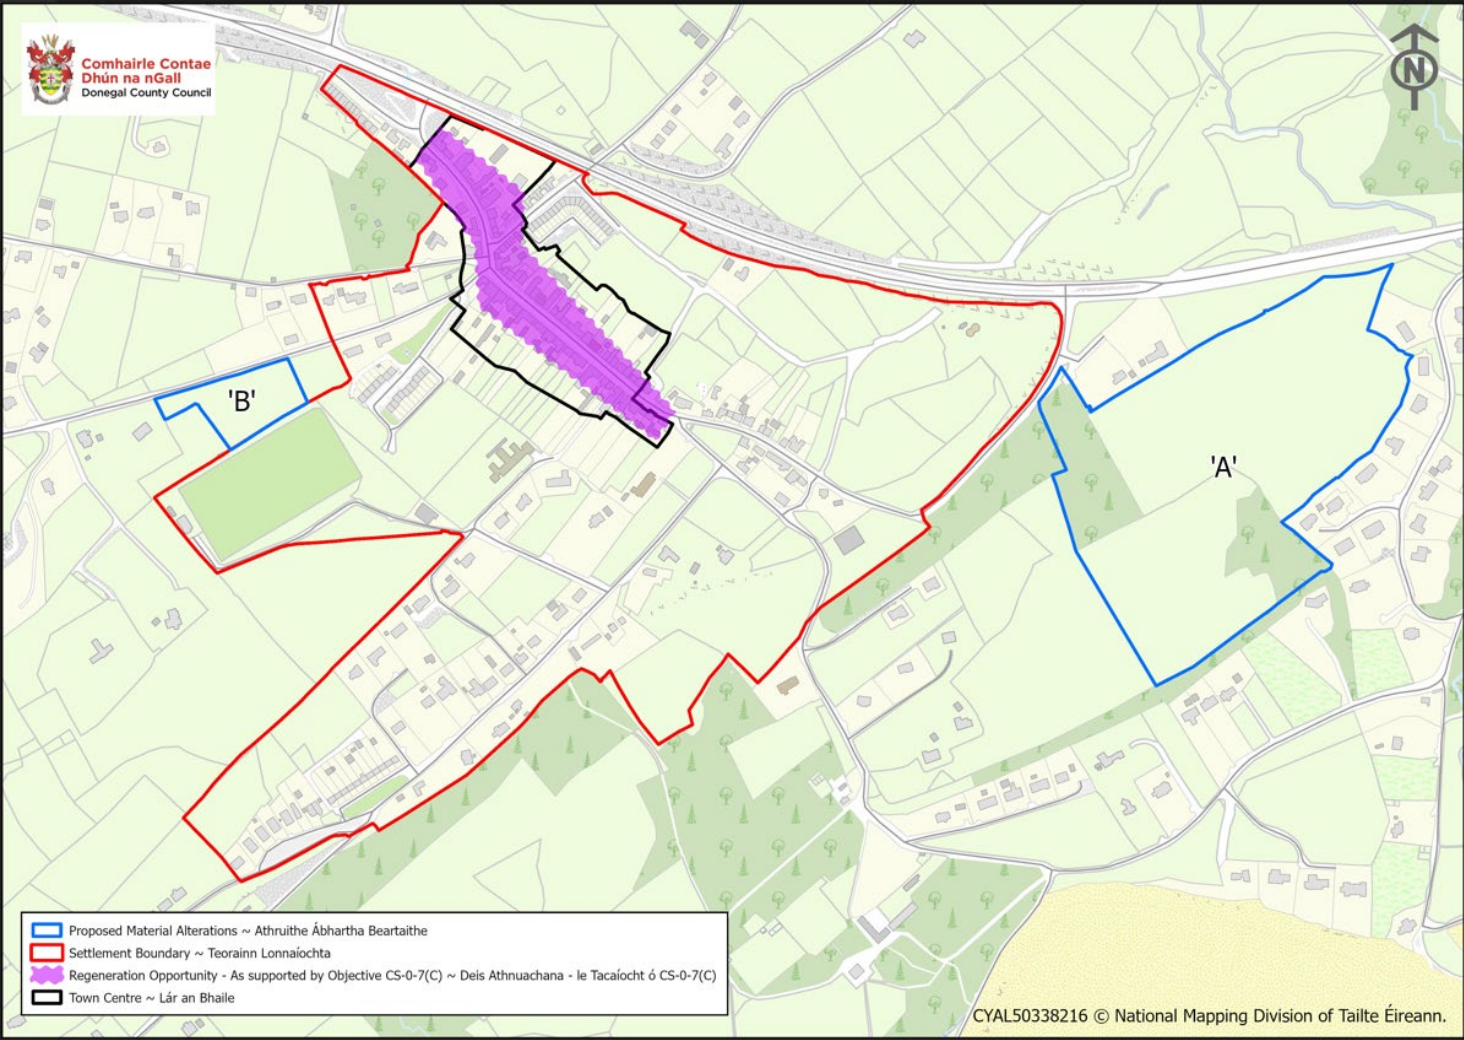 Comhairle Contae
Dhún na nGall
Donegal County Council
N
'B'
'A'
Proposed Material Alterations ~ Athruithe Ábhartha Beartaithe
Settlement Boundary ~ Teorainn Lonnaíochta
Regeneration Opportunity - As supported by Objective CS-0-7(C) ~ Deis Athnuachana - le Tacaíocht ó CS-0-7(C)
Town Centre ~ Lár an Bhaile
CYAL50338216 © National Mapping Division of Tailte Éireann.